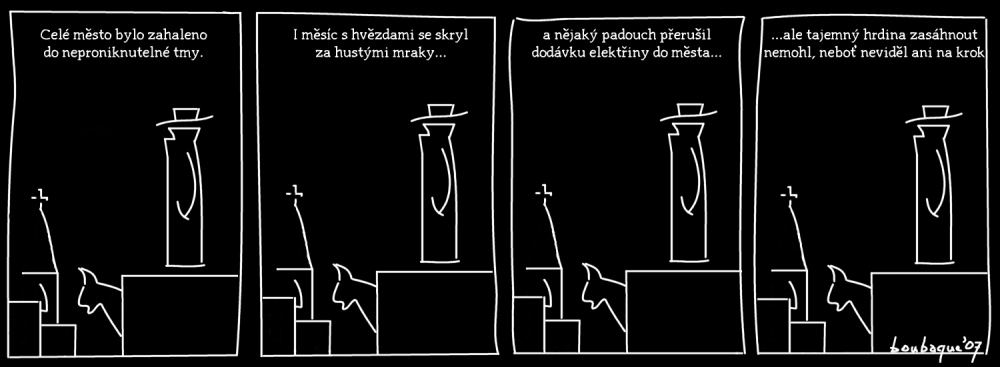 Celé město bylo zahaleno
do neproniknutelné tmy.
I měsíc s hvězdami se skryl
za hustými mraky...
a nějaký padouch přerušil
dodávku elektřiny do města...
...ale tajemný hrdina zasáhnout
nemohl, neboť neviděl ani na krok
boubaque'07